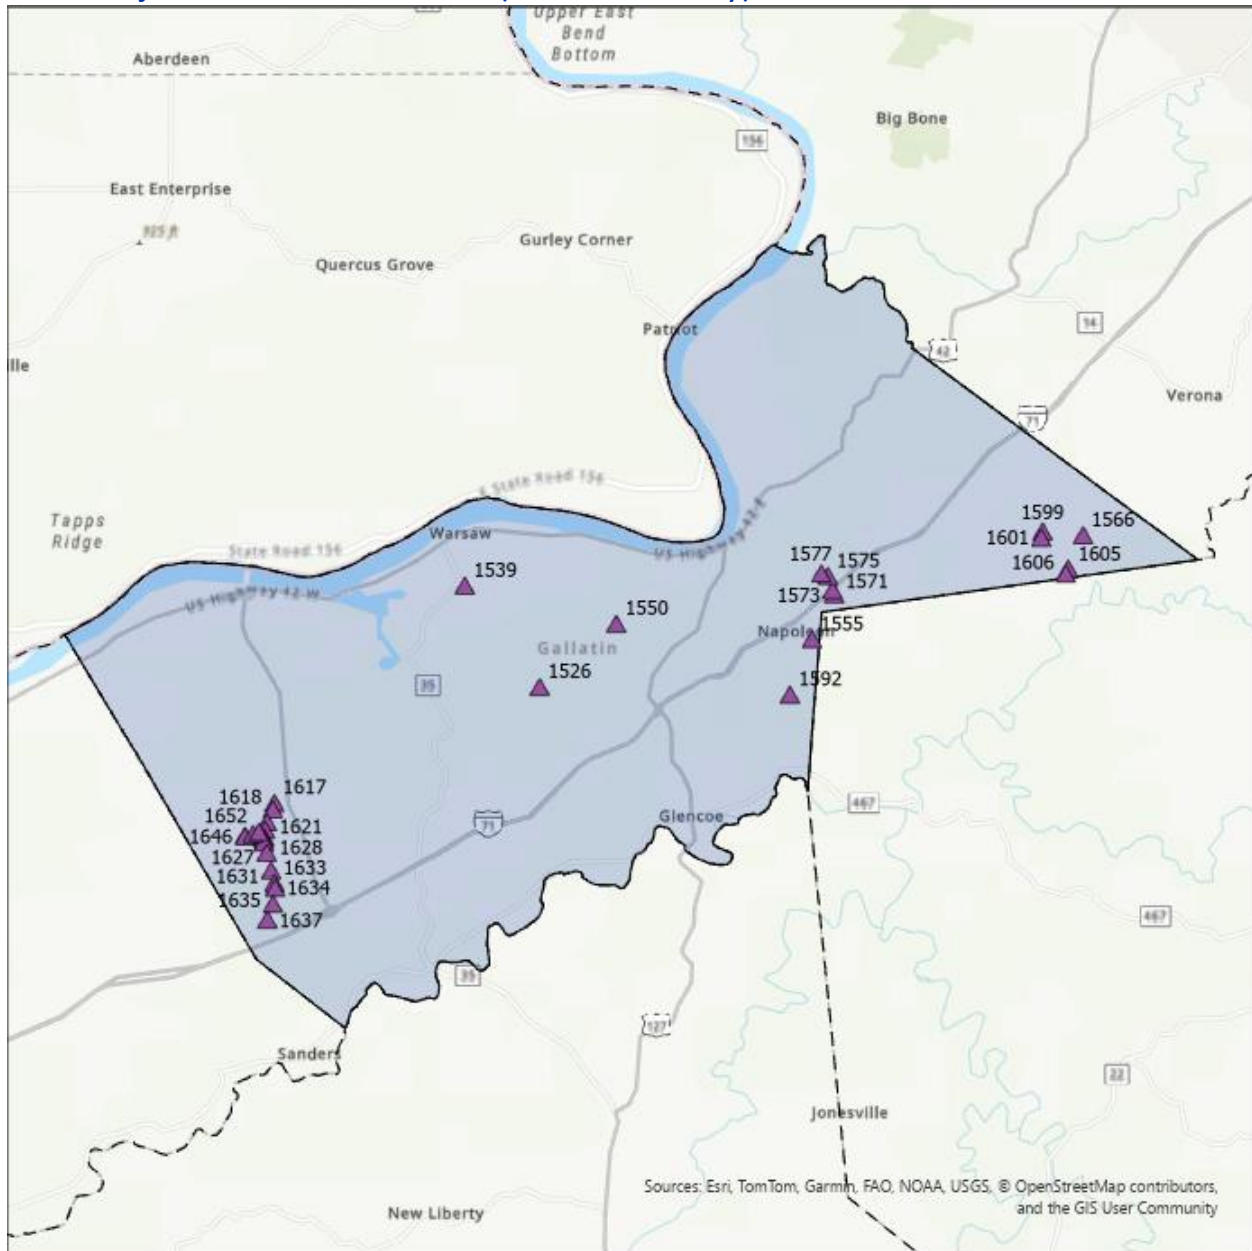 Upper East
Bend
Bottom
Aberdeen
Big Bone
156
East Enterprise
925 ft
Gurley Corner
Quercus Grove
Patriot
14
42
lle
Verona
71
E State Road 156
Tapps
Ridge
Warsaw
State Road 156
US Highway 42 E
1599
1566
1601
1605
1606
1577
1575
1571
1573
1539
US Highway 42 W
1550
Napoleon
1555
Gallatin
1526
35
1592
1617
1618
1652
1621
1646
1628
1627
1633
1631
1634
1635
1637
71
Glencoe
467
467
35
127
Sanders
22
Jonesville
Sources: Esri, TomTom, Garmin, FAO, NOAA, USGS, © OpenStreetMap contributors,
and the GIS User Community
New Liberty